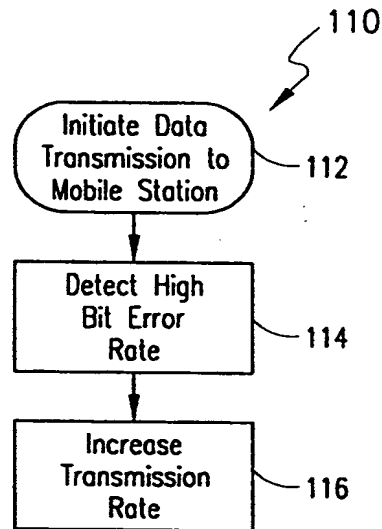 110
Initiate Data
Transmission to
Mobile Station
112
Detect High
Bit Error
Rate
114
Increase
Transmission
Rate
116